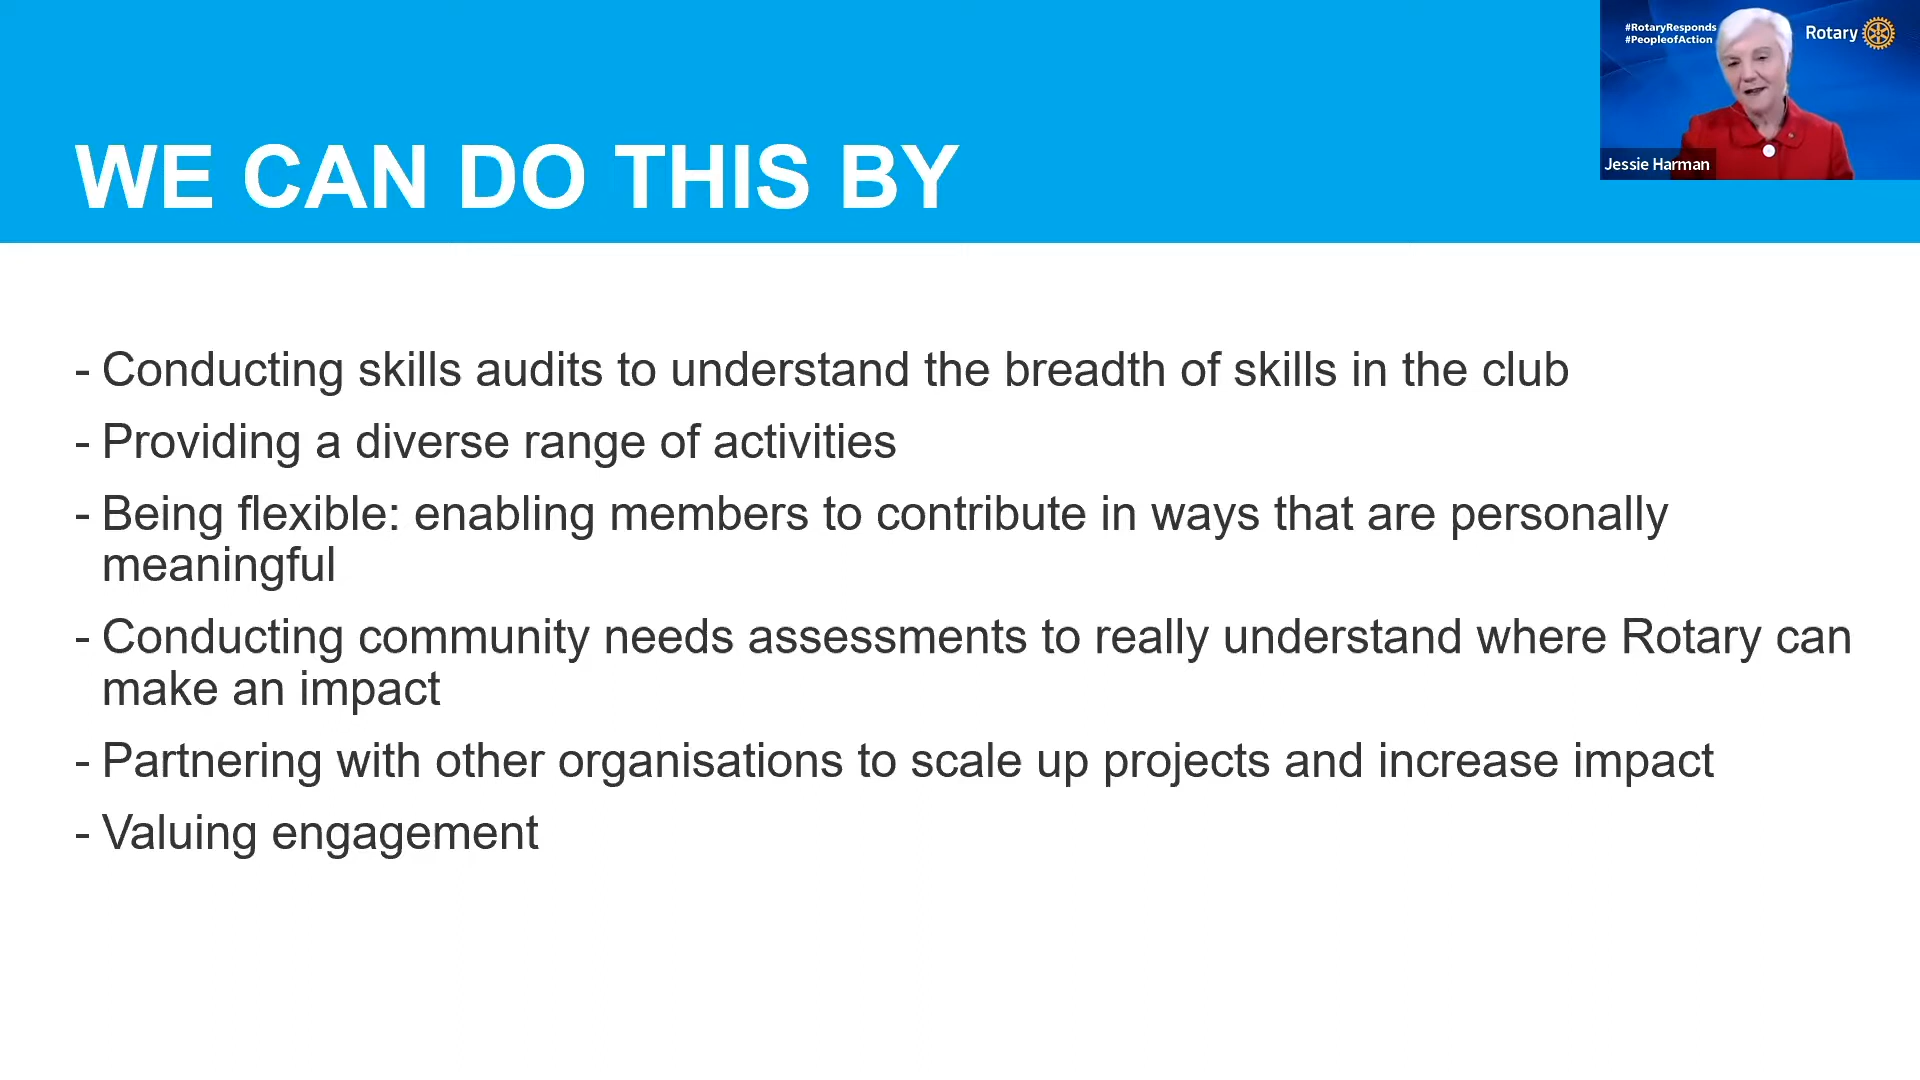 #RotaryResponds
#PeopleofAction
Rotary
Jessie Harman
WE CAN DO THIS BY
- Conducting skills audits to understand the breadth of skills in the club
- Providing a diverse range of activities
- Being flexible: enabling members to contribute in ways that are personally
meaningful
- Conducting community needs assessments to really understand where Rotary can
make an impact
- Partnering with other organisations to scale up projects and increase impact
- Valuing engagement